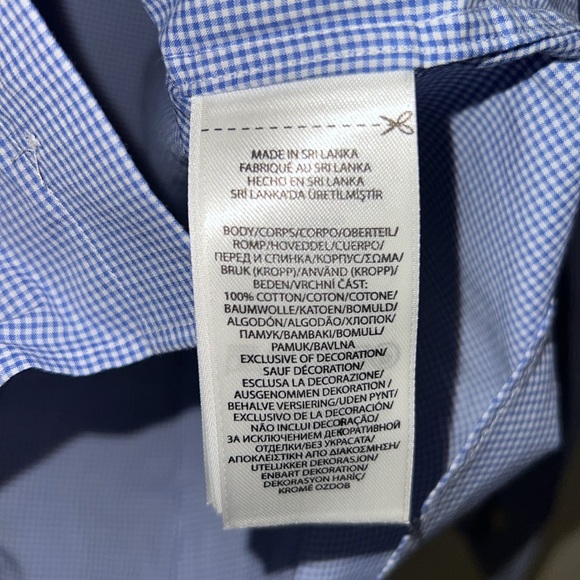 MADE IN SRI LANKA
FABRIQUÉ AU SRI LANKA
HECHO EN SRI LANKA
SRİ LANKA'DA ÜRETİLMİŞTİR
BODY/CORPS/CORPO/OBERTEIL/
ROMP/HOVEDDEL/CUERPO/
ПЕРЕД И СПИНКА/КОРПУС/ΣΩΜΑ/
BRUK (KROPP)/ANVÄND (KROPP)/
BEDEN/VRCHNÍ ČÁST:
100% COTTON/COTON/COTONE/
BAUMWOLLE/KATOEN/BOMULD/
ALGODÓN/ALGODÃO/ХЛОПОК/
ПАМУК/ΒΑΜΒΑΚΙ/BOMULL/
PAMUK/BAVLNA
EXCLUSIVE OF DECORATION/
SAUF DÉCORATION/
ESCLUSA LA DECORAZIONE/
AUSGENOMMEN DEKORATION/
BEHALVE VERSIERING/UDEN PYNT/
EXCLUSIVO DE LA DECORACIÓN/
NÃO INCLUI DECORAÇÃO/
ЗА ИСКЛЮЧЕНИЕМ ДЕКОРАТИВНОЙ
ОТДЕЛКИ/БЕЗ УКРАСАТА/
ΑΠΟΚΛΕΙΣΤΙΚΗ ΑΠΟ ΔΙΑΚΟΣΜΗΣΗ/
UTELUKKER DEKORASJON/
ENBART DEKORATION/
DEKORASYON HARİÇ/
KROMĚ OZDOB